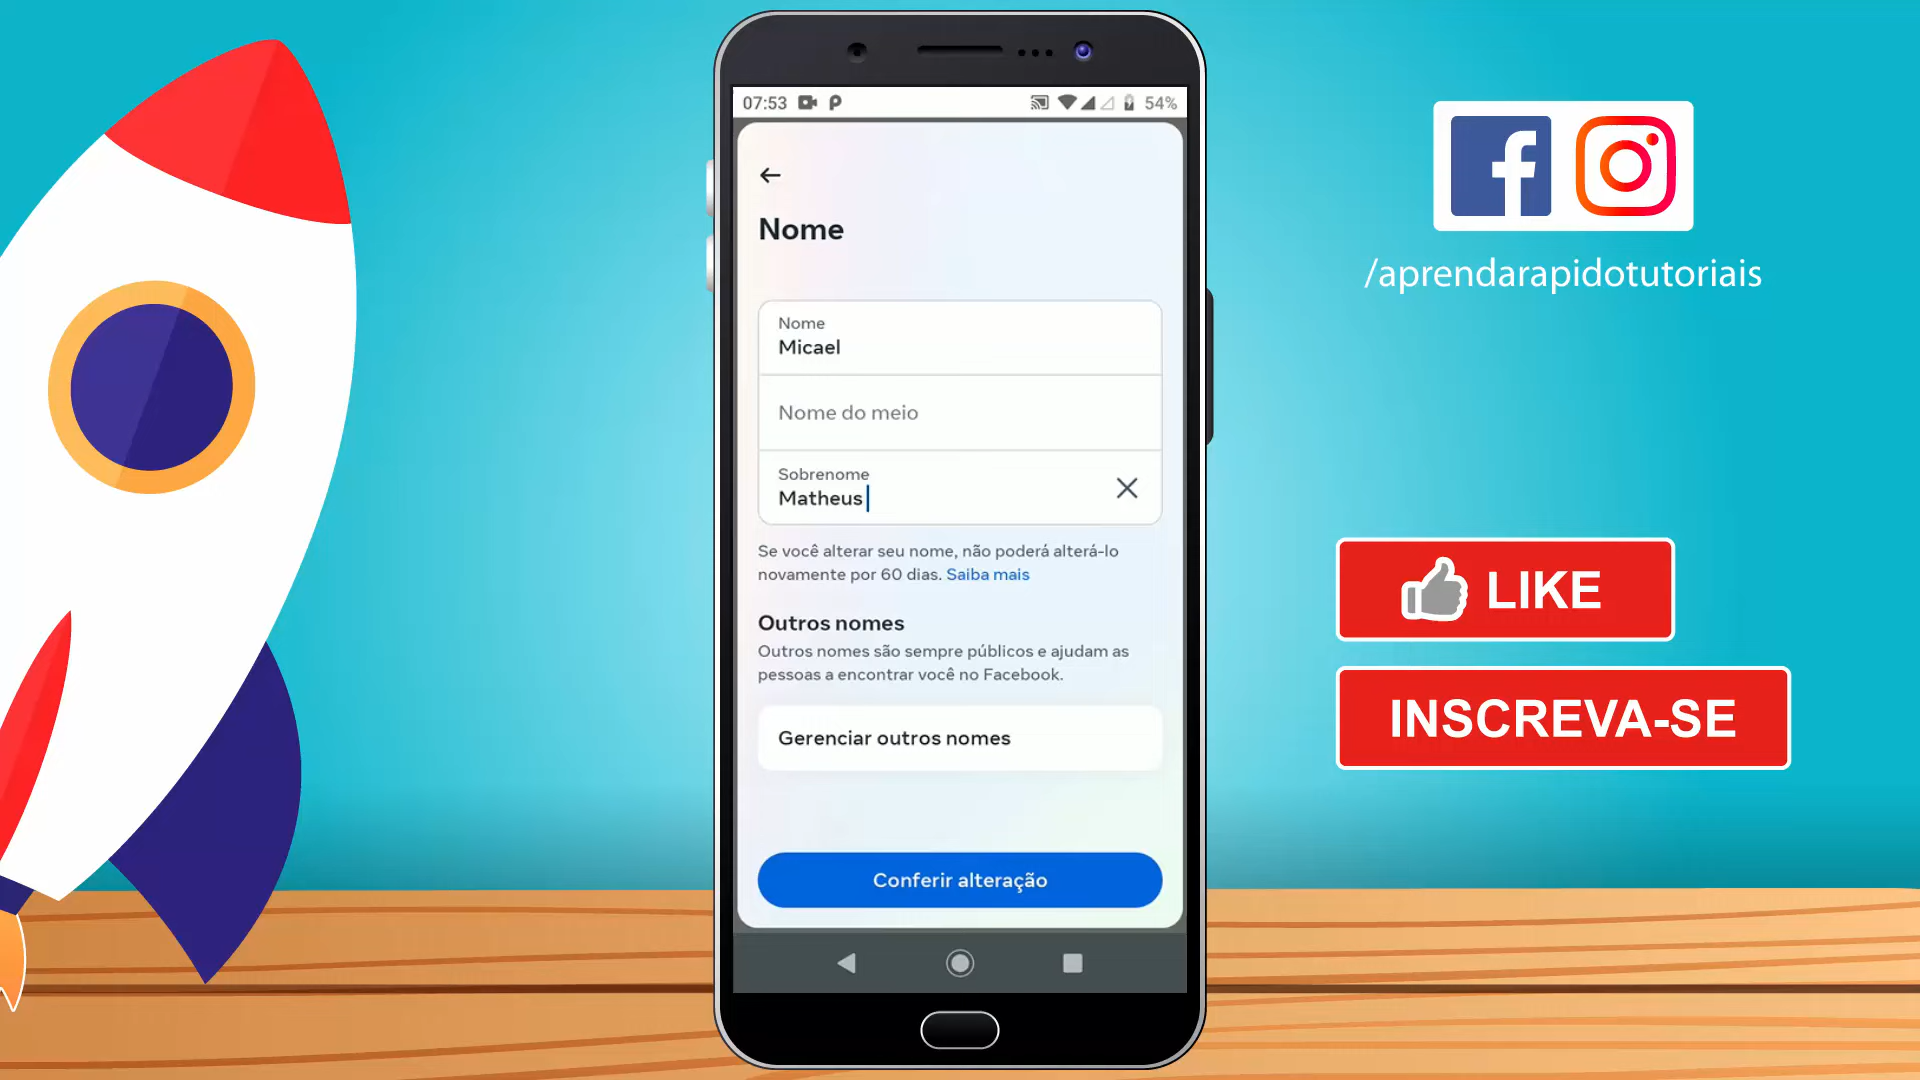 07:53
54%
Nome
Nome
Micael
Nome do meio
Sobrenome
Matheus
Se você alterar seu nome, não poderá alterá-lo
novamente por 60 dias. Saiba mais
Outros nomes
Outros nomes são sempre públicos e ajudam as
pessoas a encontrar você no Facebook.
Gerenciar outros nomes
Conferir alteração
/aprendarapidotutoriais
LIKE
INSCREVA-SE